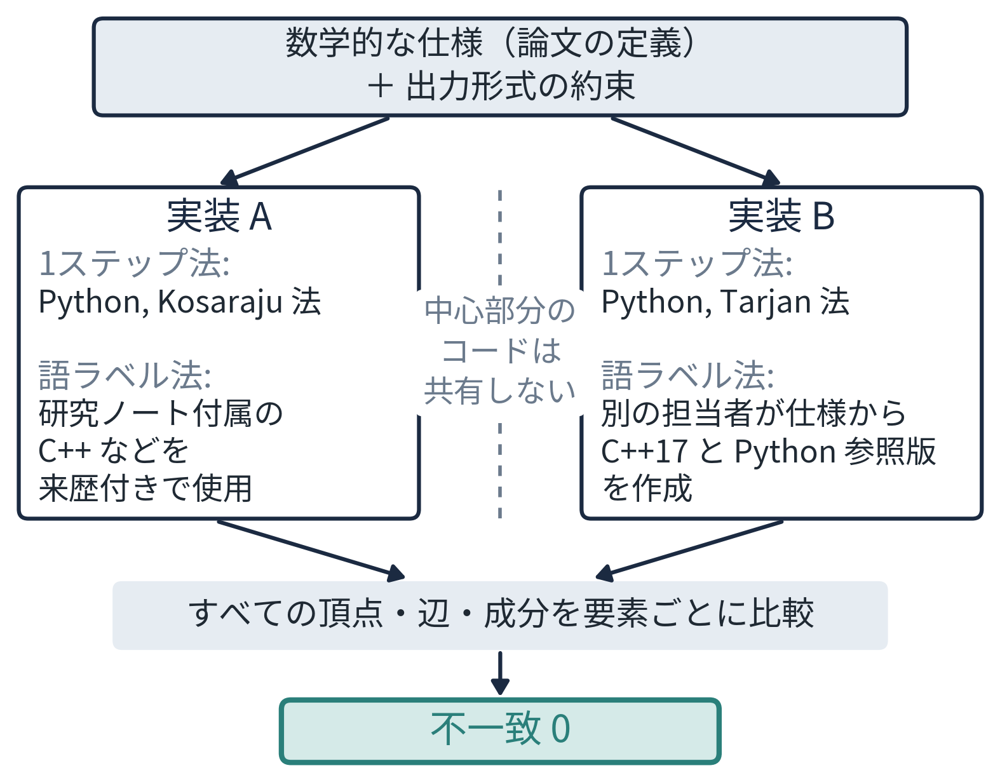 数学的な仕様（論文の定義）
＋ 出力形式の約束
実装 A
1ステップ法:
Python, Kosaraju 法
語ラベル法:
研究ノート付属の
C++ などを
来歴付きで使用
中心部分の
コードは
共有しない
実装 B
1ステップ法:
Python, Tarjan 法
語ラベル法:
別の担当者が仕様から
C++17 と Python 参照版
を作成
すべての頂点・辺・成分を要素ごとに比較
不一致 0